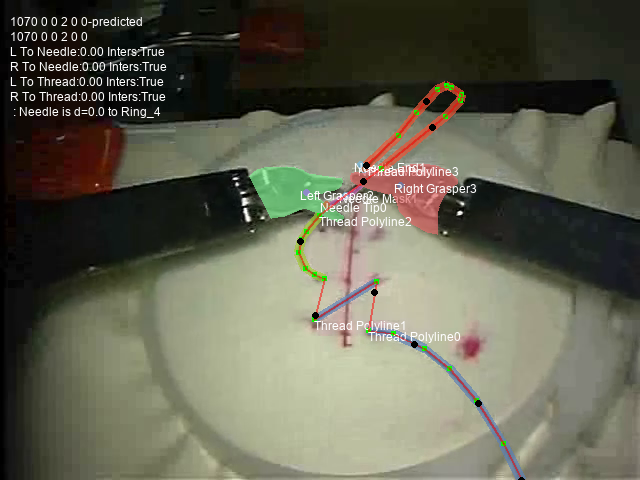 1070 0 0 2 0 0-predicted
1070 0 0 2 0 0
L To Needle:0.00 Inters:True
R To Needle:0.00 Inters:True
L To Thread:0.00 Inters:True
R To Thread:0.00 Inters:True
: Needle is d=0.0 to Ring_4
Thread Polyline3
Right Grasper3
Left Grasper2
Needle Mask1
Needle Tip0
Thread Polyline2
Thread Polyline1
Thread Polyline0